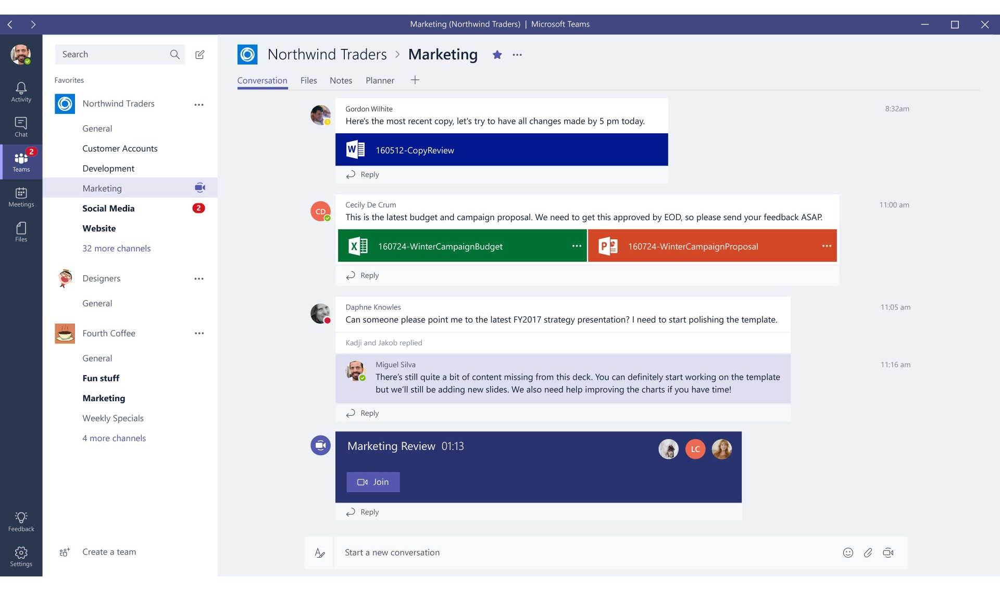 Marketing (Northwind Traders) | Microsoft Teams
Activity
Chat
2
Teams
Meetings
Files
Feedback
Settings
Search
Favorites
Northwind Traders
General
Customer Accounts
Development
Marketing
Social Media 2
Website
32 more channels
Designers
General
Fourth Coffee
General
Fun stuff
Marketing
Weekly Specials
4 more channels
Create a team
Northwind Traders > Marketing
Conversation Files Notes Planner
Gordon Wilhite 8:32am
Here's the most recent copy, let's try to have all changes made by 5 pm today.
W 160512-CopyReview
Reply
CD
Cecily De Crum 11:00 am
This is the latest budget and campaign proposal. We need to get this approved by EOD, so please send your feedback ASAP.
X 160724-WinterCampaignBudget P 160724-WinterCampaignProposal
Reply
Daphne Knowles 11:05 am
Can someone please point me to the latest FY2017 strategy presentation? I need to start polishing the template.
Kadji and Jakob replied
Miguel Silva 11:16 am
There's still quite a bit of content missing from this deck. You can definitely start working on the template
but we'll still be adding new slides. We also need help improving the charts if you have time!
Reply
Marketing Review 01:13 LC
Join
Reply
Start a new conversation